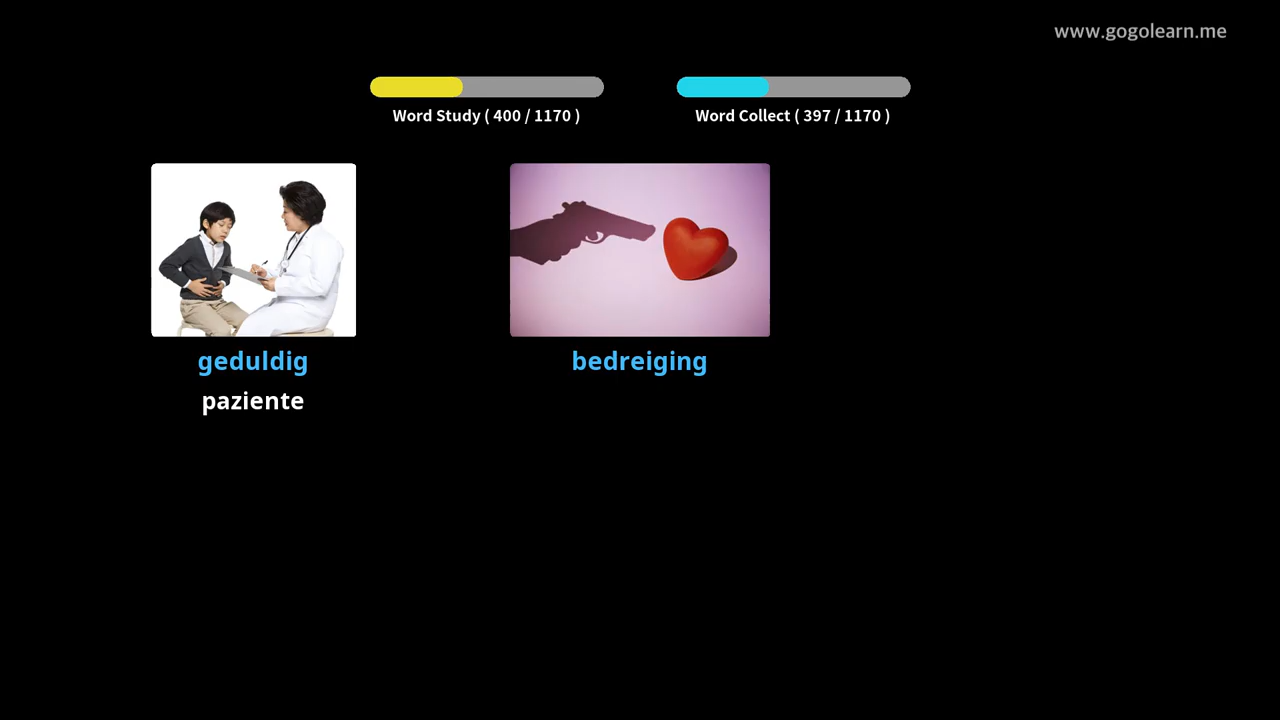 www.gogolearn.me
Word Study ( 400 / 1170 )
Word Collect ( 397 / 1170 )
geduldig
paziente
bedreiging